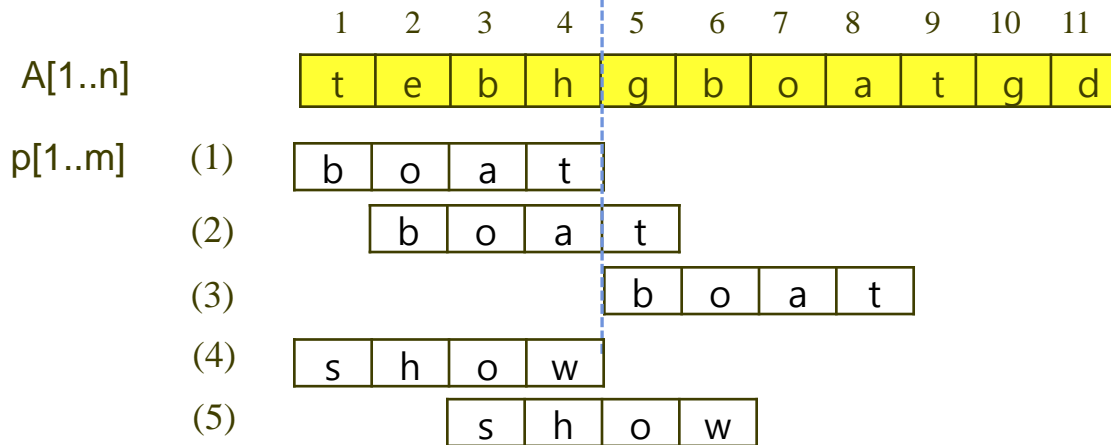 1 2 3 4 5 6 7 8 9 10 11
A[1..n] t e b h g b o a t g d
p[1..m] (1) b o a t
(2) b o a t
(3) b o a t
(4) s h o w
(5) s h o w